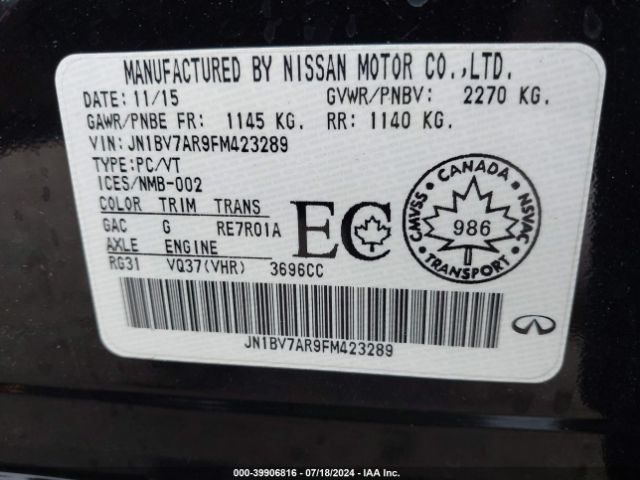 MANUFACTURED BY NISSAN MOTOR CO.,LTD.
DATE: 11/15 GVWR/PNBV: 2270 KG.
GAWR/PNBE FR: 1145 KG. RR: 1140 KG.
VIN:JN1BV7AR9FM423289
TYPE:PC/VT
ICES/NMB-002
COLOR TRIM TRANS
GAC G RE7R01A
AXLE ENGINE
RG31 VQ37(VHR) 3696CC
EC
CANADA
CMVSS
986
NSVAC
TRANSPORT
JN1BV7AR9FM423289
INFINITI
000-39906816 - 07/18/2024 - IAA Inc.